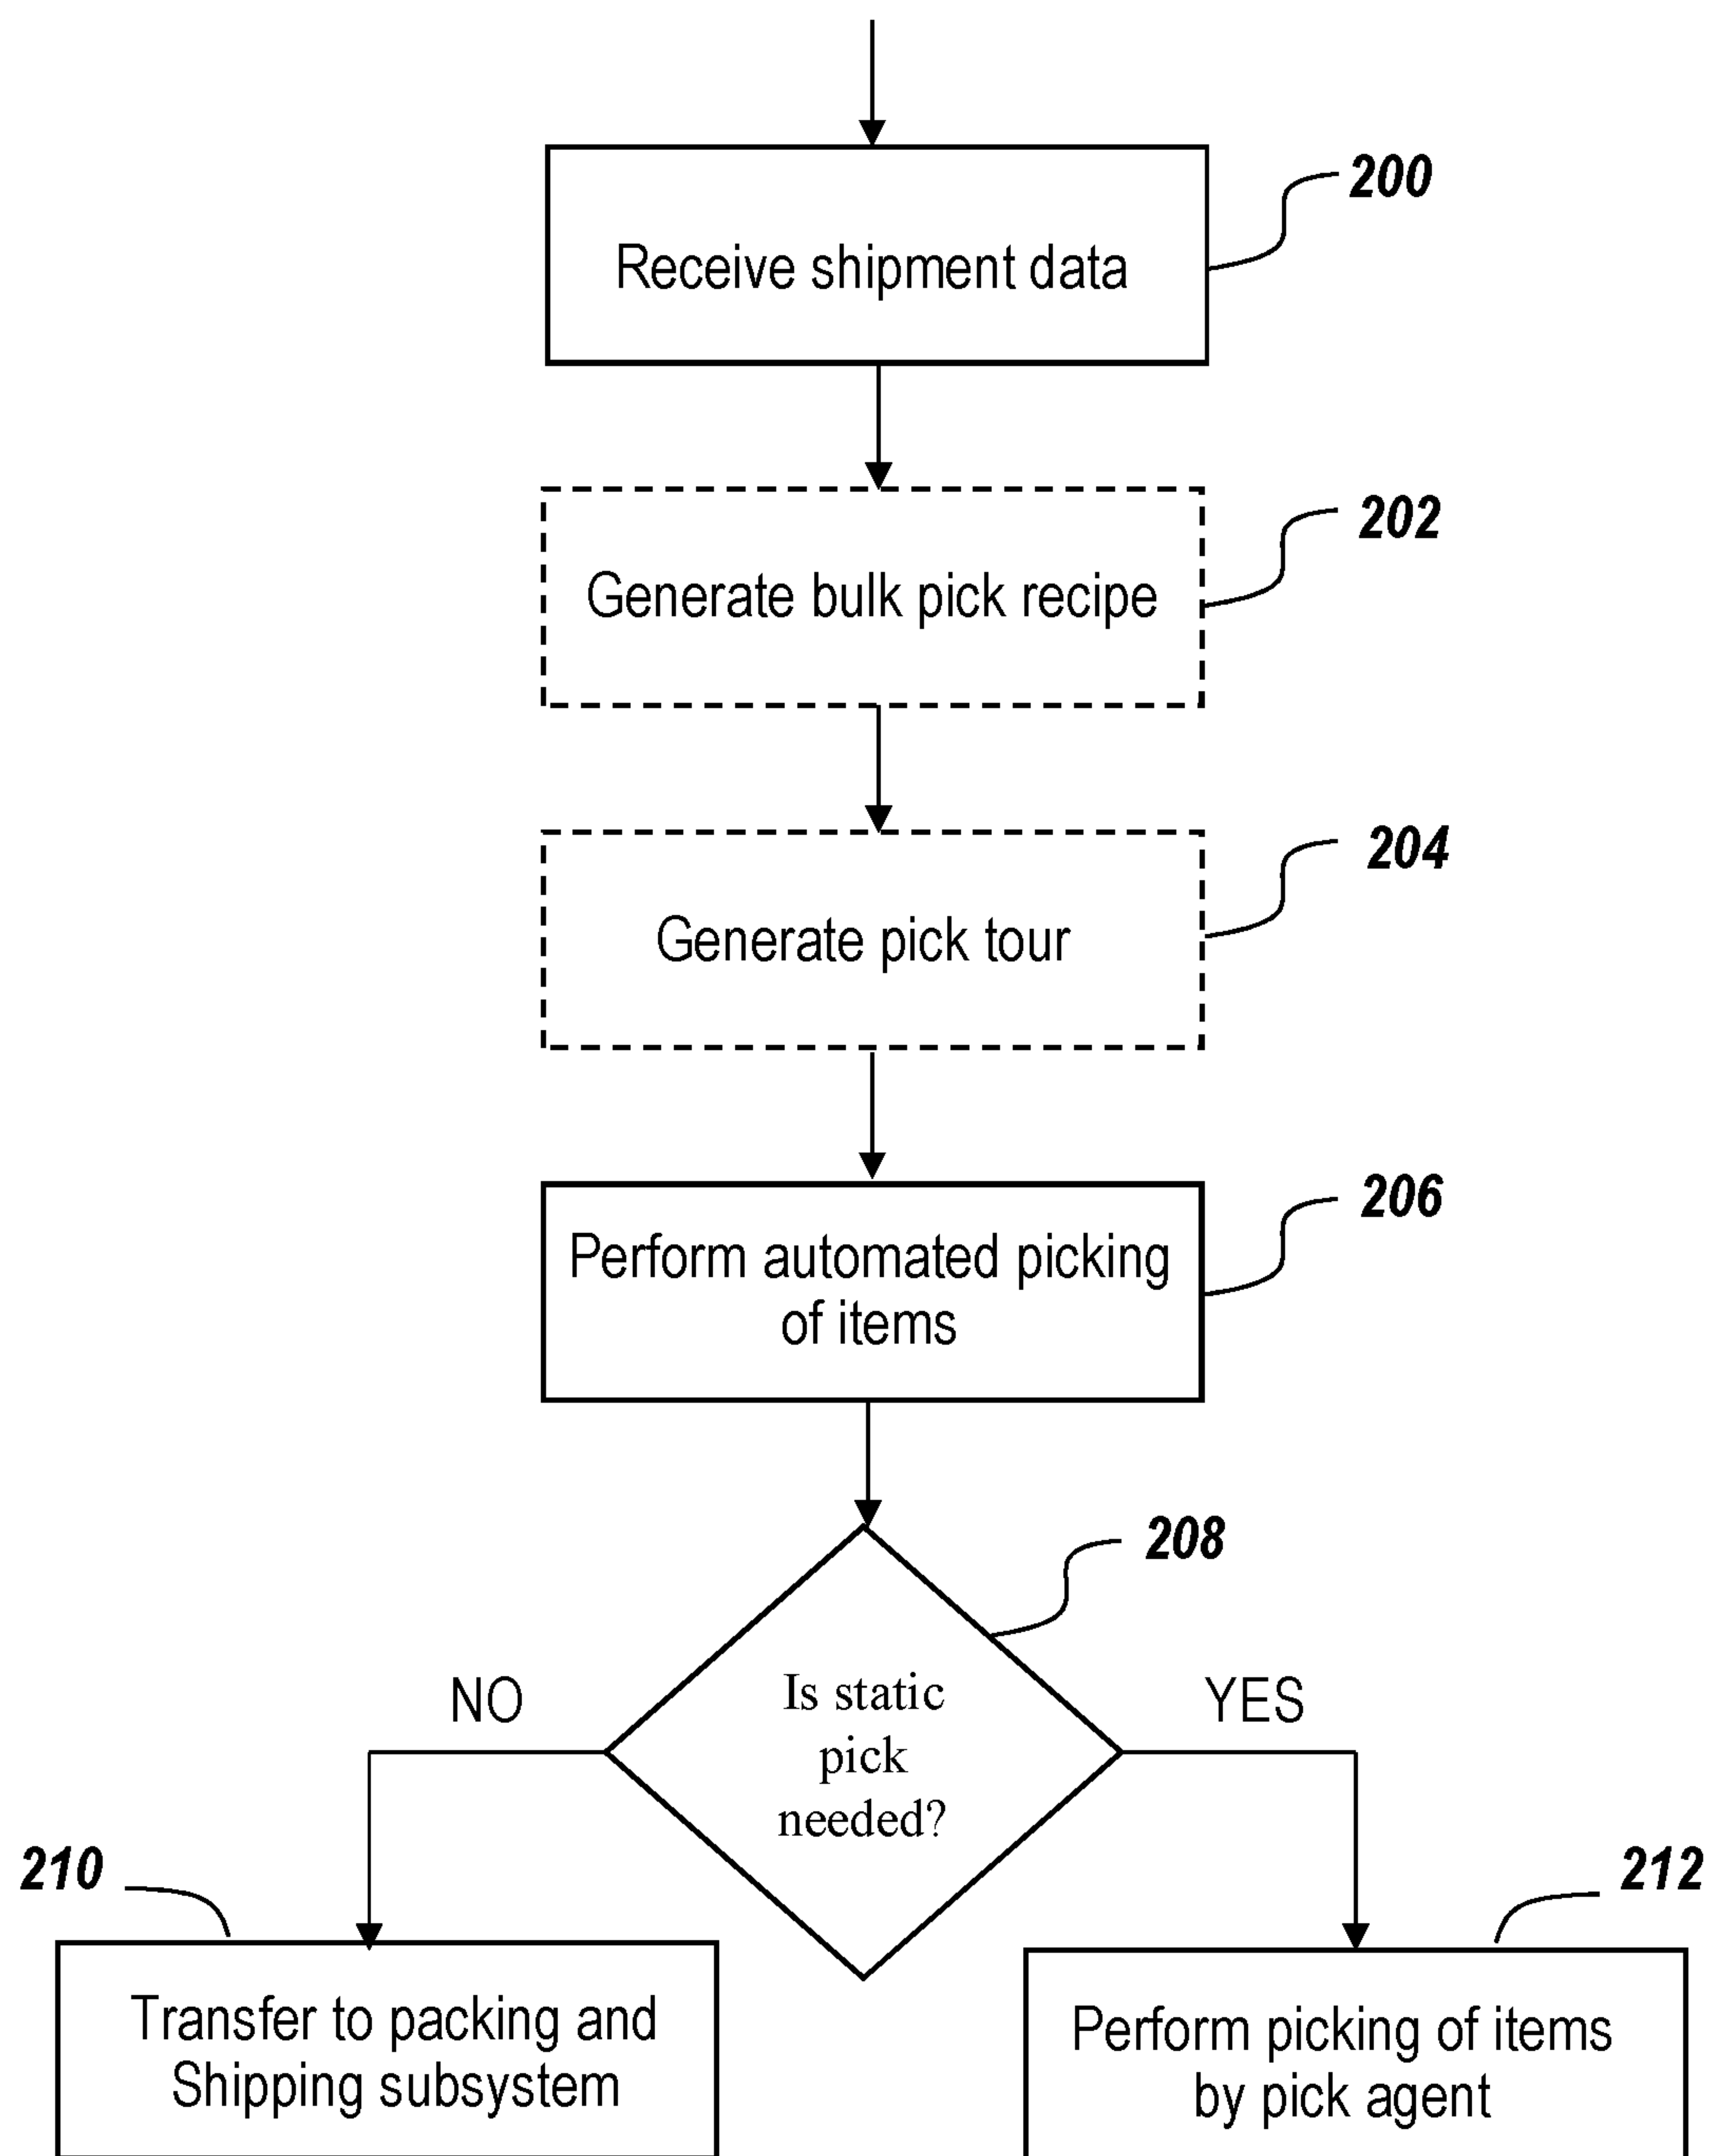 200
Receive shipment data
202
Generate bulk pick recipe
204
Generate pick tour
206
Perform automated picking
of items
208
NO
Is static
pick
needed?
YES
210
212
Transfer to packing and
Shipping subsystem
Perform picking of items
by pick agent